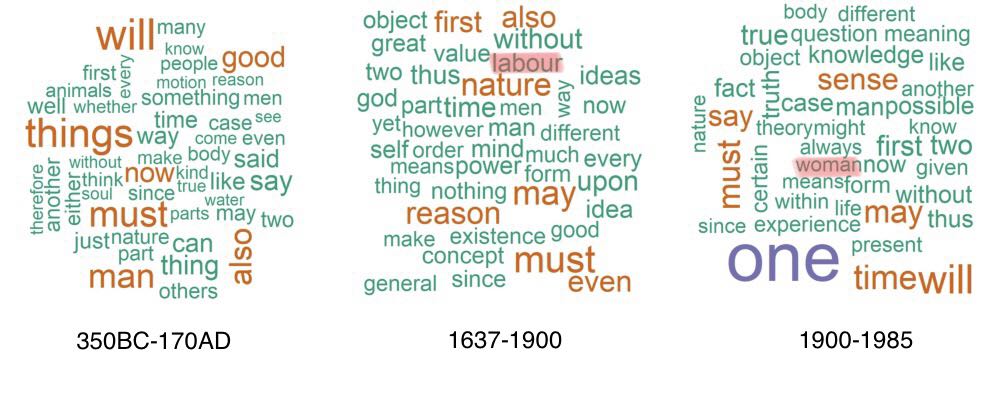 will many
know
people good
first every motion reason
animals something men
well whether
time case see
things way come even
without make body said
therefore another either think now kind like say
soul since true
water
must parts may two
just nature can also
part thing
man others
350BC-170AD
object first also
great value without
labour
two thus nature way ideas
god part time men now
yet however man different
self order mind much every
means power form upon
thing nothing may
reason idea
make existence good
concept must
general since even
1637-1900
body different
true question meaning
object knowledge like
fact truth sense another
nature say case man possible
theory might know
always first two
must certain woman now given
means form
within life without
since experience may thus
one present
time will
1900-1985